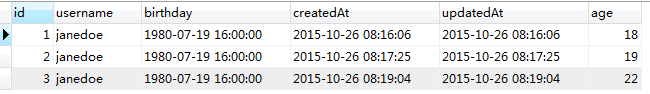 id username birthday createdAt updatedAt age
1 janedoe 1980-07-19 16:00:00 2015-10-26 08:16:06 2015-10-26 08:16:06 18
2 janedoe 1980-07-19 16:00:00 2015-10-26 08:17:25 2015-10-26 08:17:25 19
3 janedoe 1980-07-19 16:00:00 2015-10-26 08:19:04 2015-10-26 08:19:04 22